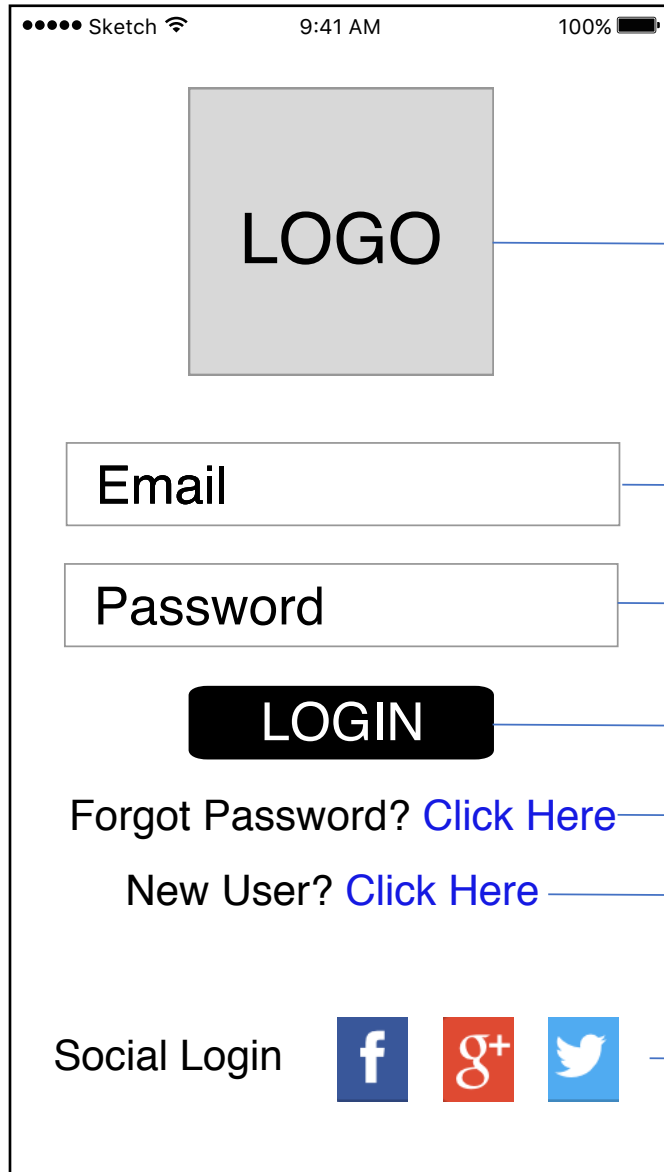 Sketch 9:41 AM 100%
LOGO
Email
Password
LOGIN
Forgot Password? Click Here
New User? Click Here
Social Login f g+